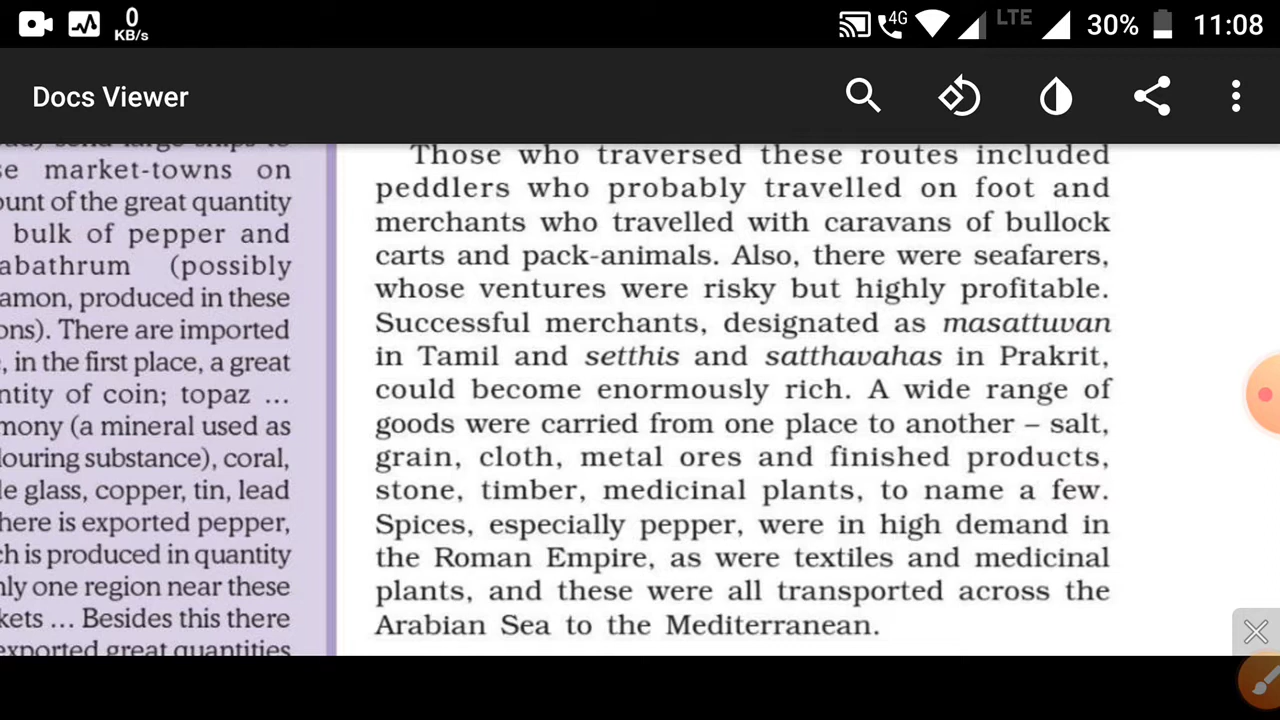 0
KB/s
4G
LTE
30%
11:08
Docs Viewer
send large ships to
se market-towns on
ount of the great quantity
bulk of pepper and
abathrum (possibly
amon, produced in these
ons). There are imported
, in the first place, a great
ntity of coin; topaz ...
mony (a mineral used as
louring substance), coral,
le glass, copper, tin, lead
here is exported pepper,
ch is produced in quantity
nly one region near these
kets ... Besides this there
exported great quantities
Those who traversed these routes included
peddlers who probably travelled on foot and
merchants who travelled with caravans of bullock
carts and pack-animals. Also, there were seafarers,
whose ventures were risky but highly profitable.
Successful merchants, designated as masattuvan
in Tamil and setthis and satthavahas in Prakrit,
could become enormously rich. A wide range of
goods were carried from one place to another – salt,
grain, cloth, metal ores and finished products,
stone, timber, medicinal plants, to name a few.
Spices, especially pepper, were in high demand in
the Roman Empire, as were textiles and medicinal
plants, and these were all transported across the
Arabian Sea to the Mediterranean.